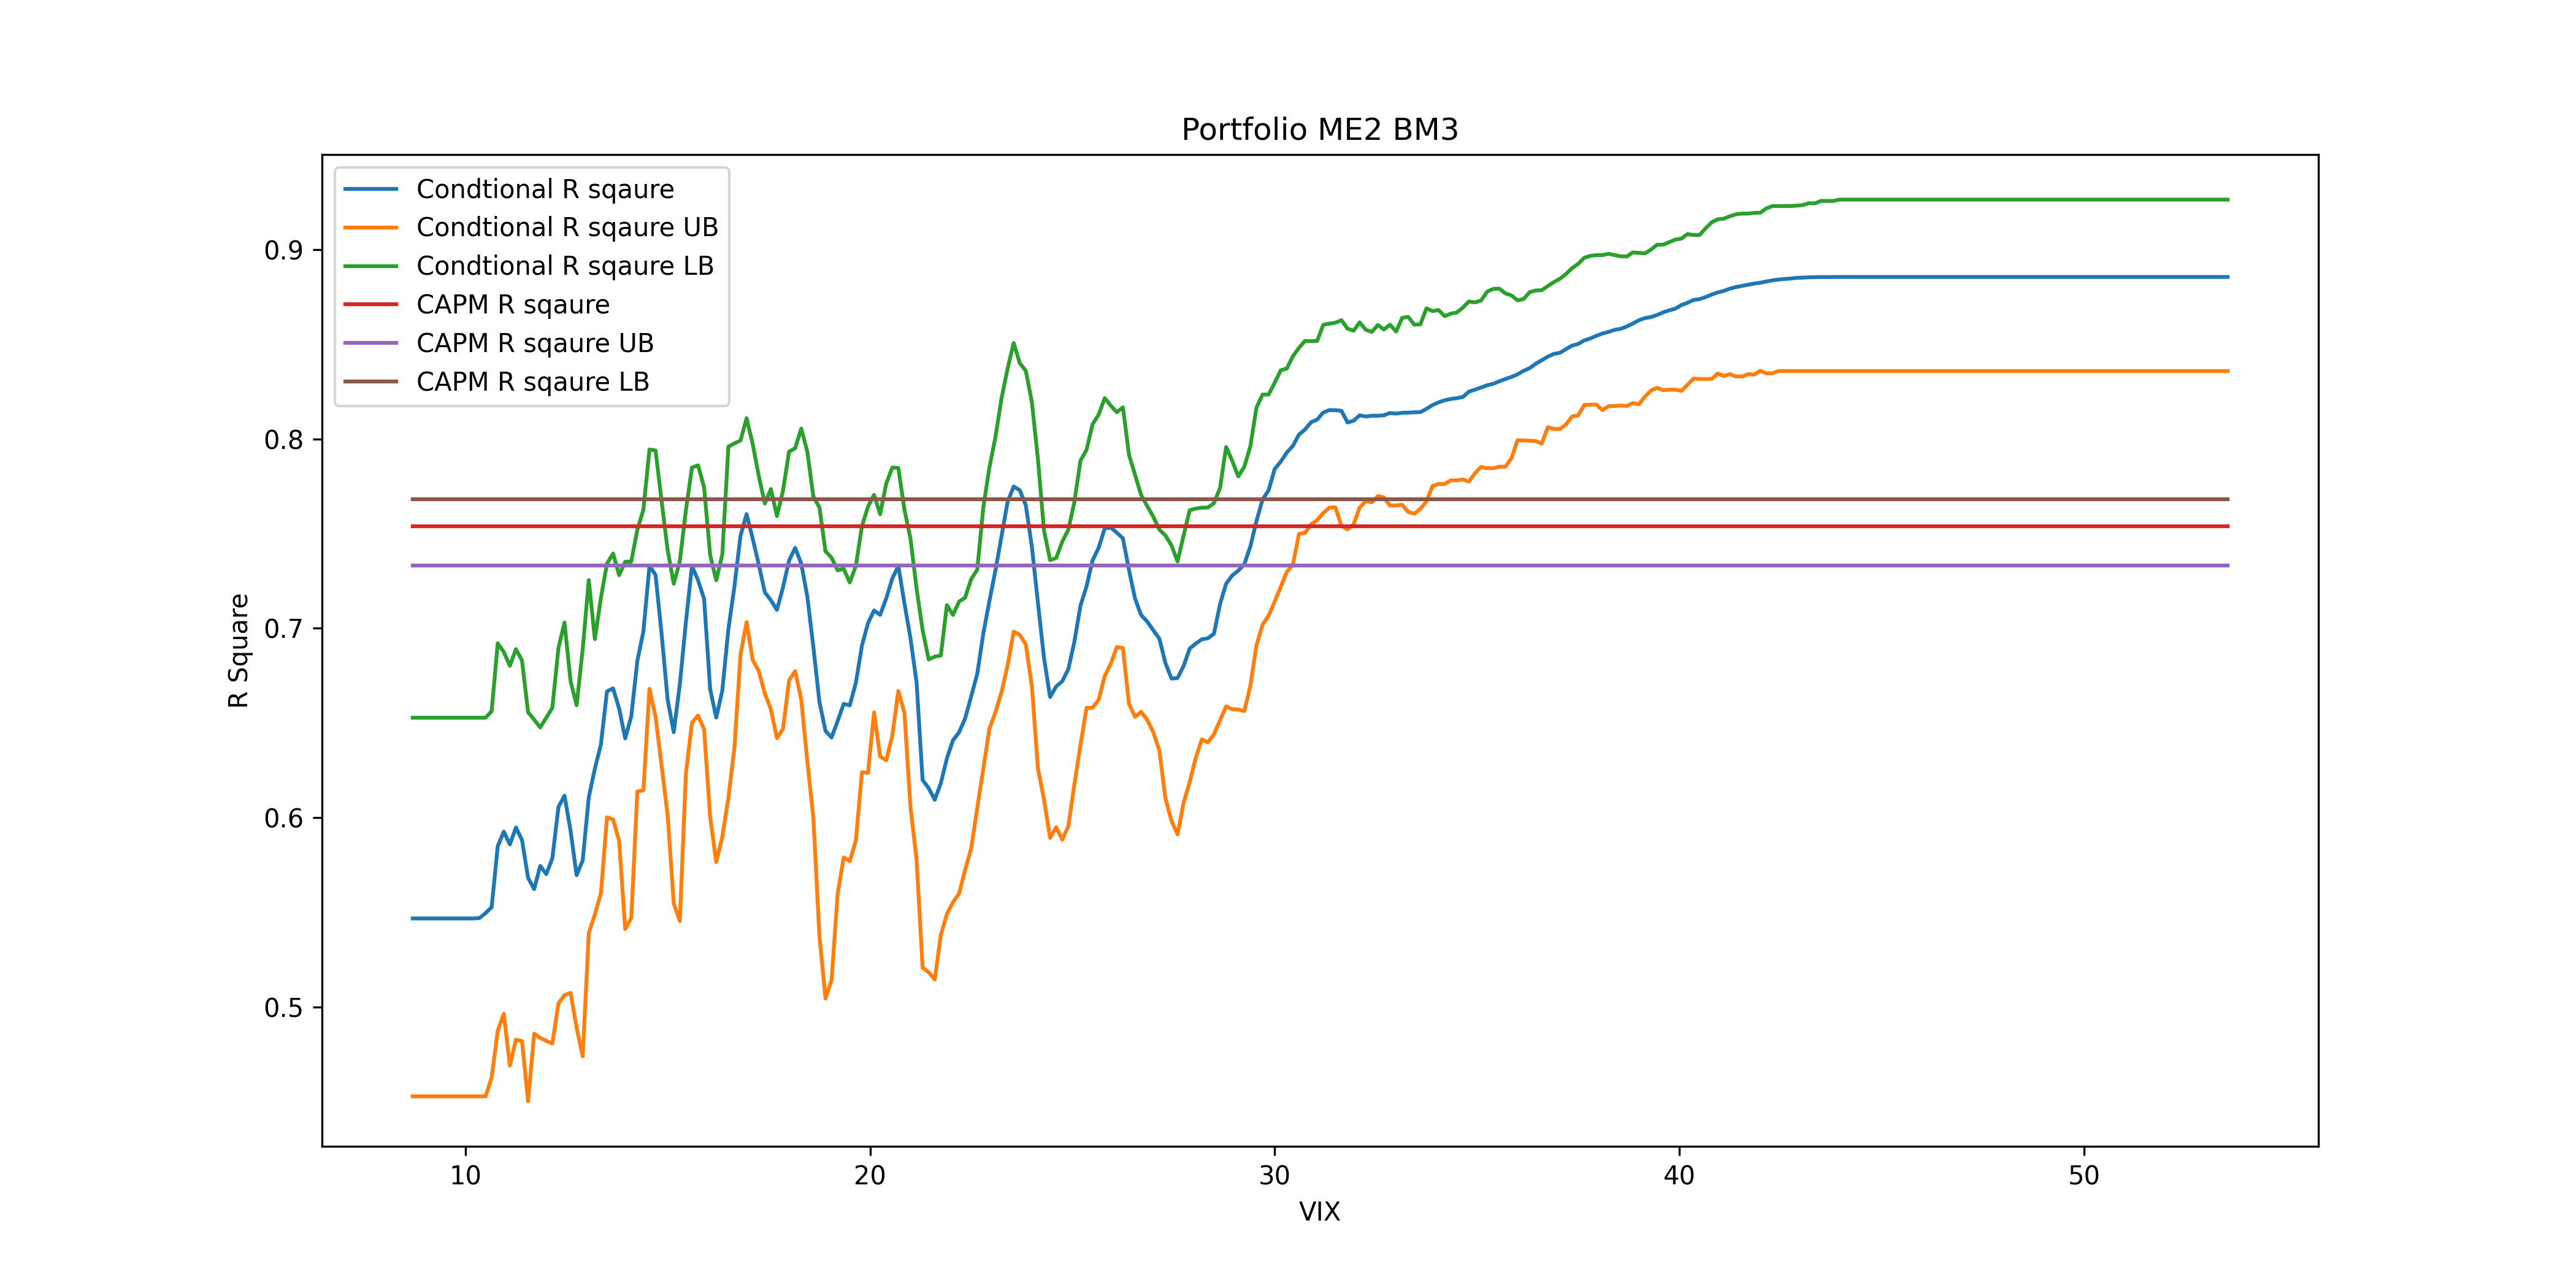 Portfolio ME2 BM3
Condtional R sqaure
Condtional R sqaure UB
Condtional R sqaure LB
CAPM R sqaure
CAPM R sqaure UB
CAPM R sqaure LB
0.9
0.8
0.7
0.6
0.5
R Square
10 20 30 40 50
VIX